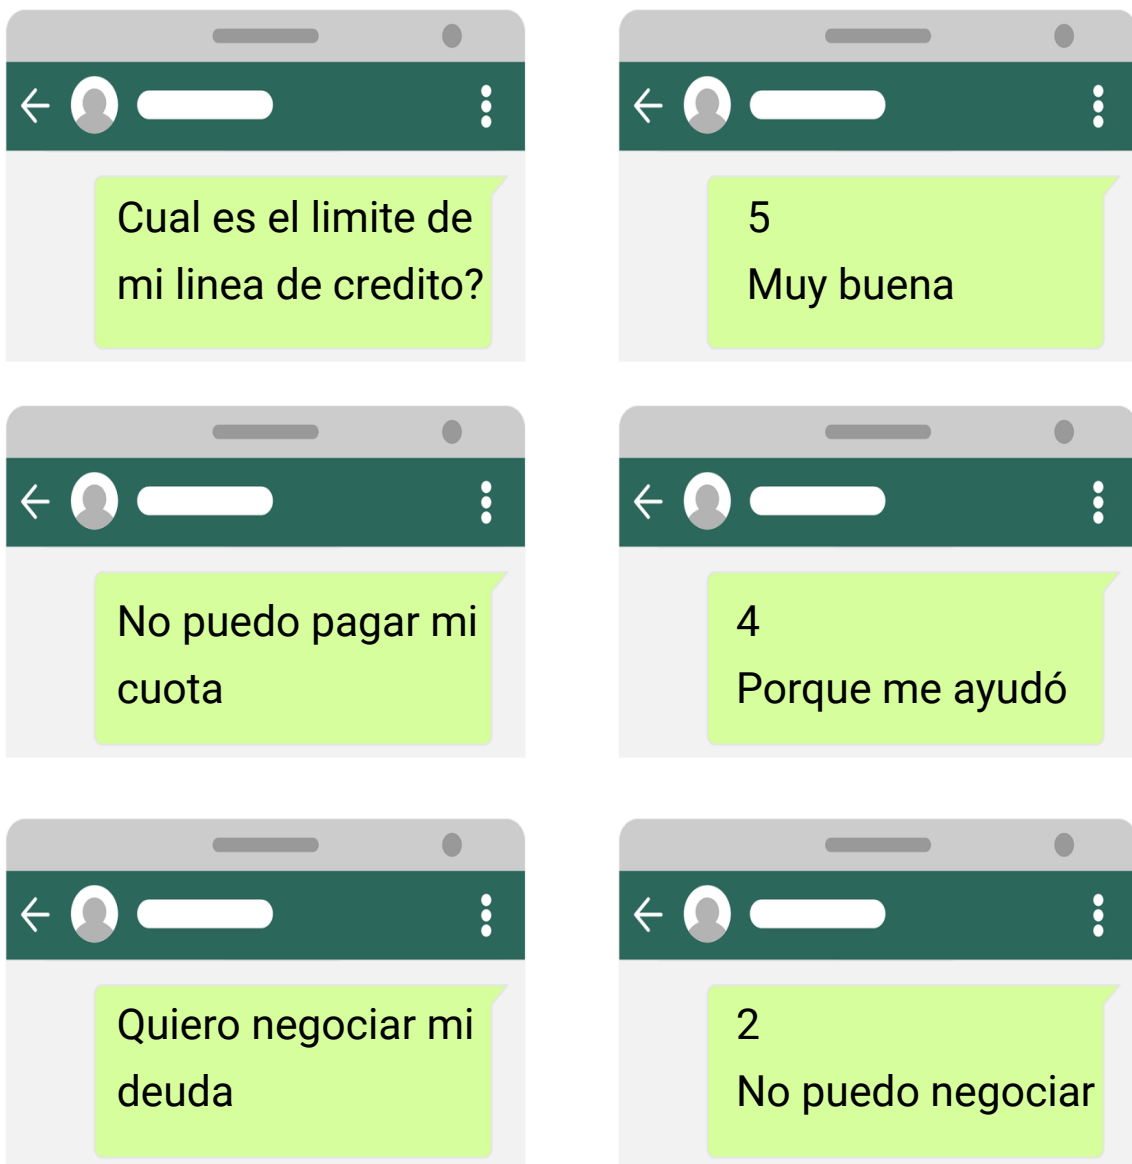 Cual es el limite de
mi linea de credito?
5
Muy buena
No puedo pagar mi
cuota
4
Porque me ayudó
Quiero negociar mi
deuda
2
No puedo negociar